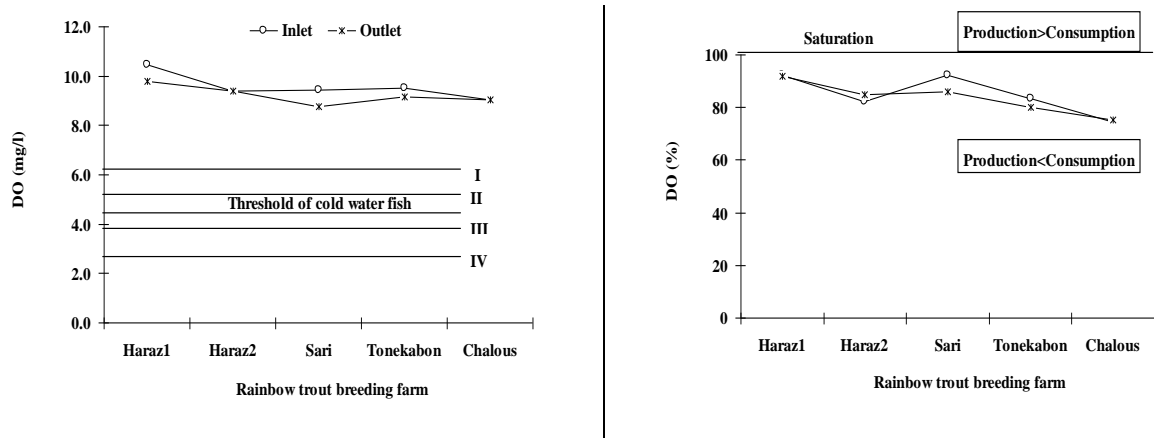 12.0
10.0
8.0
6.0
4.0
2.0
0.0
DO (mg/l)
Inlet Outlet
I
II
Threshold of cold water fish
III
IV
Haraz1 Haraz2 Sari Tonekabon Chalous
Rainbow trout breeding farm
Saturation
Production>Consumption
100
80
60
40
20
0
DO (%)
Production<Consumption
Haraz1 Haraz2 Sari Tonekabon Chalous
Rainbow trout breeding farm